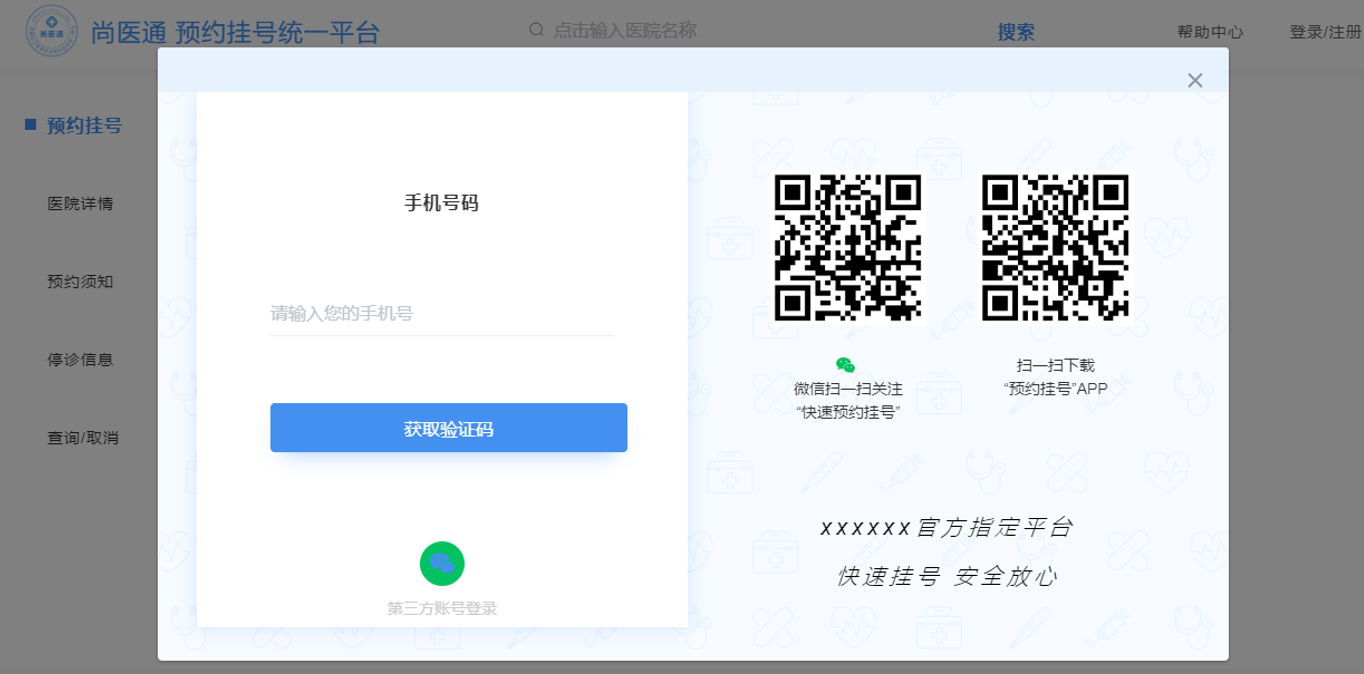 尚医通
尚医通 预约挂号统一平台
点击输入医院名称
搜索
帮助中心
登录/注册
预约挂号
医院详情
预约须知
停诊信息
查询/取消
手机号码
请输入您的手机号
获取验证码
第三方账号登录
微信扫一扫关注
“快速预约挂号”
扫一扫下载
“预约挂号”APP
xxxxxx官方指定平台
快速挂号 安全放心